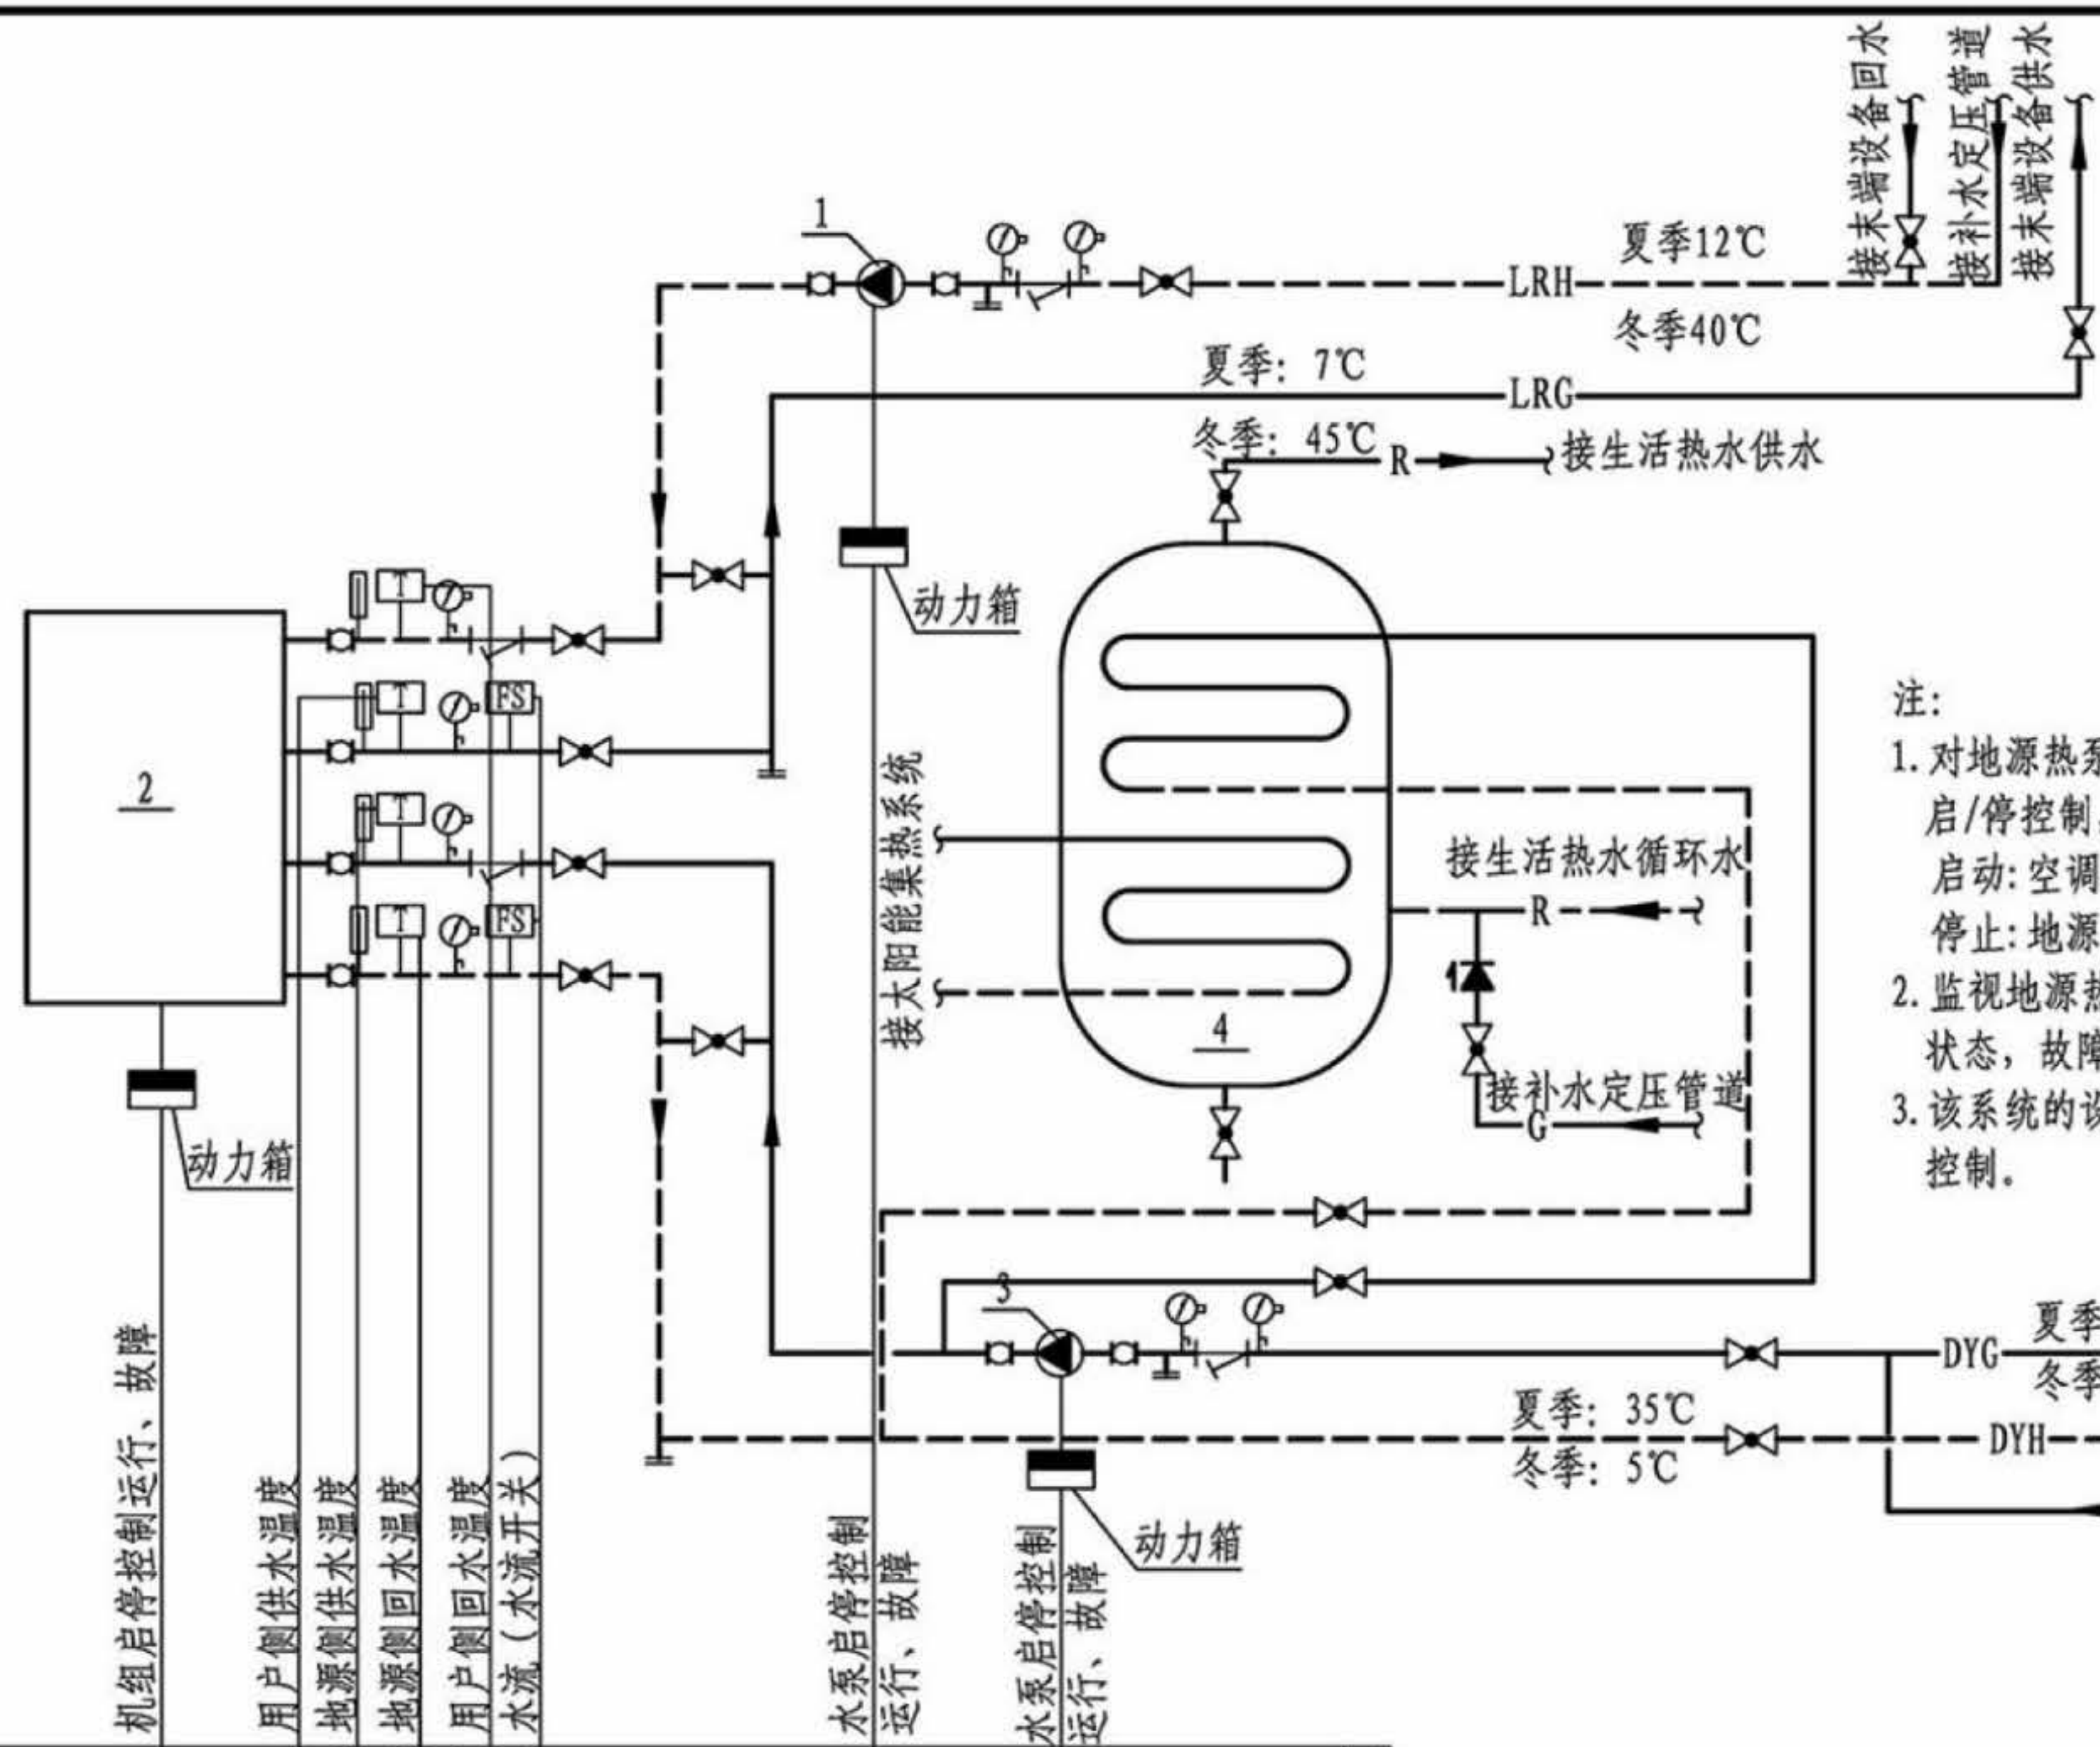 接末端设备回水
接补水定压管道
接末端设备供水
1
夏季12℃
LRH
冬季40℃
夏季: 7℃
LRG
冬季: 45℃
R
接生活热水供水
动力箱
T
T
FS
2
T
T
FS
动力箱
接太阳能集热系统
4
接生活热水循环水
R
接补水定压管道
G
注:
1.对地源热泵
启/停控制
启动:空调
停止:地源
2.监视地源热
状态, 故障
3.该系统的设
控制。
3
DYG
夏季
冬季
夏季: 35℃
DYH
冬季: 5℃
动力箱
机组启停控制运行、故障
用户侧供水温度
地源侧供水温度
地源侧回水温度
用户侧回水温度
水流（水流开关）
水泵启停控制
运行、故障
水泵启停控制
运行、故障